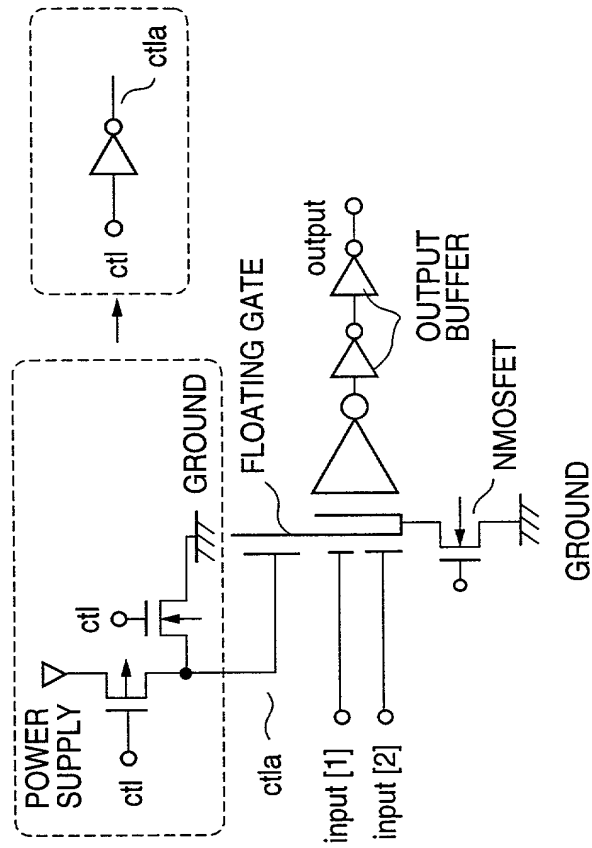 POWER
SUPPLY
ctl
ctl
GROUND
ctl
ctla
ctla
FLOATING GATE
input [1]
input [2]
output
OUTPUT
BUFFER
NMOSFET
GROUND